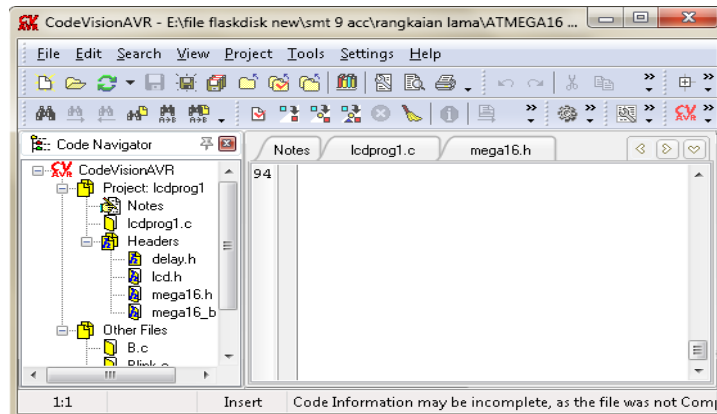 CodeVisionAVR - E:\file flaskdisk new\smt 9 acc\rangkaian lama\ATMEGA16 ...
File Edit Search View Project Tools Settings Help
Code Navigator
Notes lcdprog1.c mega16.h
CodeVisionAVR
94
Project: lcdprog1
Notes
lcdprog1.c
Headers
delay.h
lcd.h
mega16.h
mega16_b
Other Files
B.c
1:1 Insert Code Information may be incomplete, as the file was not Comp